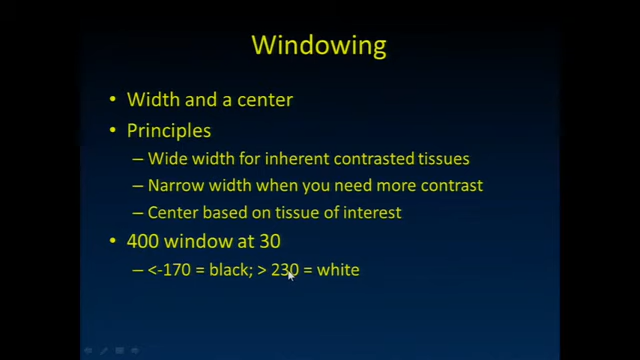 Windowing
• Width and a center
• Principles
– Wide width for inherent contrasted tissues
– Narrow width when you need more contrast
– Center based on tissue of interest
• 400 window at 30
– <-170 = black; > 230 = white